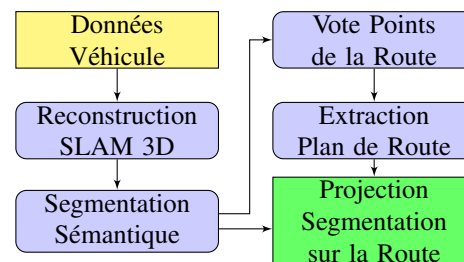 Données
Véhicule
Reconstruction
SLAM 3D
Segmentation
Sémantique
Vote Points
de la Route
Extraction
Plan de Route
Projection
Segmentation
sur la Route